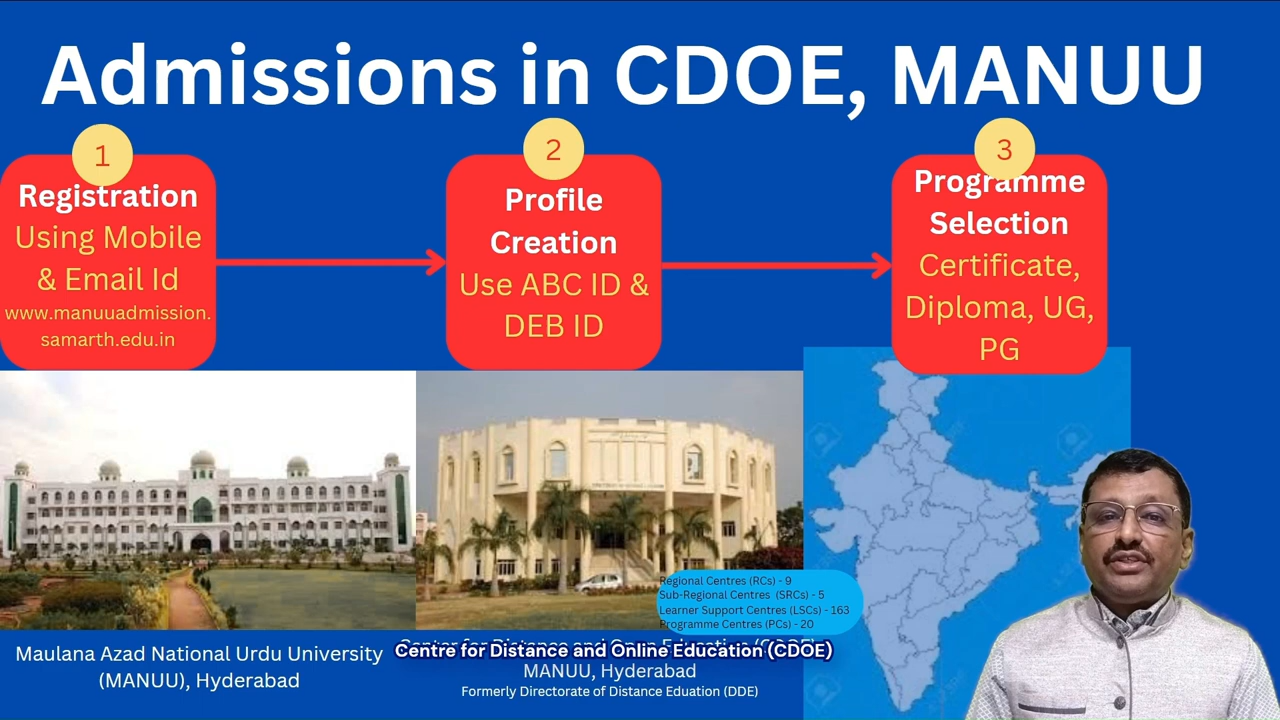 Admissions in CDOE, MANUU
1
Registration
Using Mobile
& Email Id
www.manuuadmission.
samarth.edu.in
2
Profile
Creation
Use ABC ID &
DEB ID
3
Programme
Selection
Certificate,
Diploma, UG,
PG
Regional Centres (RCs) - 9
Sub-Regional Centres (SRCs) - 5
Learner Support Centres (LSCs) - 163
Programme Centres (PCs) - 20
Maulana Azad National Urdu University
(MANUU), Hyderabad
Centre for Distance and Online Education (CDOE)
MANUU, Hyderabad
Formerly Directorate of Distance Eduation (DDE)